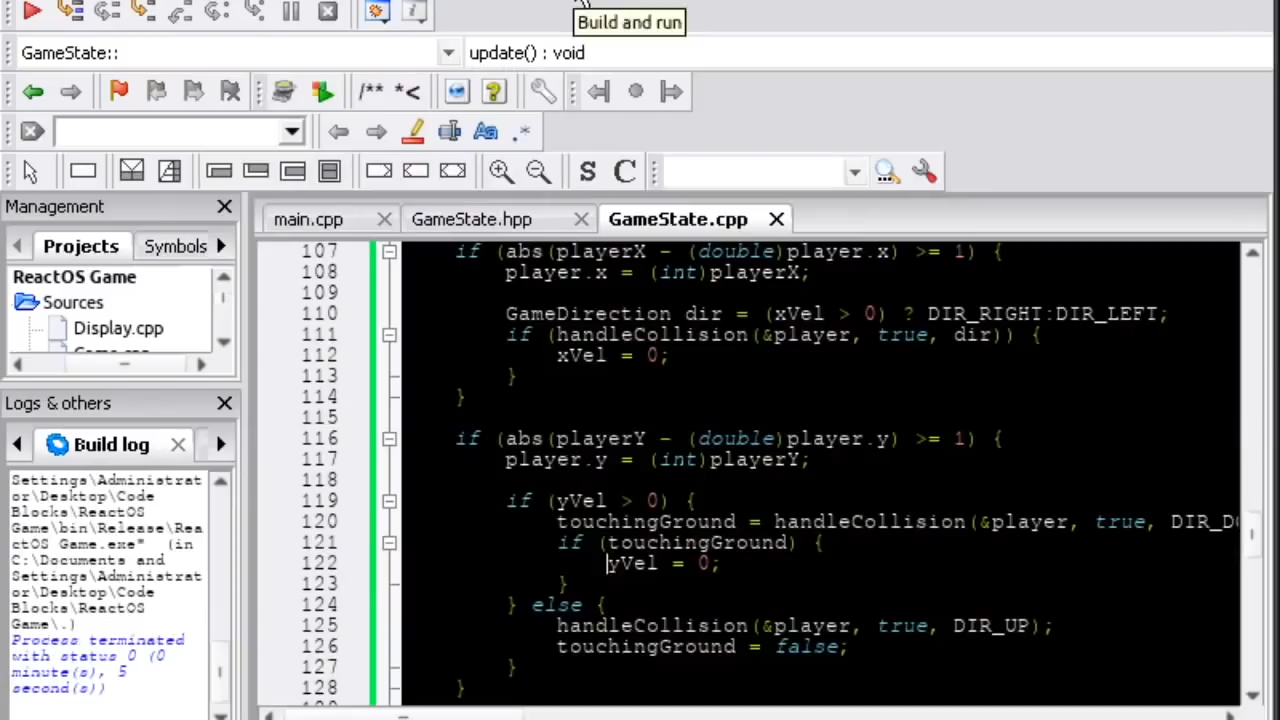 Build and run
GameState::
update() : void
/** *<
S C
Management
Projects
Symbols
ReactOS Game
Sources
Display.cpp
Logs & others
Build log
Settings\Administrat
or\Desktop\Code
Blocks\ReactOS
Game\bin\Release\Rea
ctOS Game.exe" (in
C:\Documents and
Settings\Administrat
or\Desktop\Code
Blocks\ReactOS
Game\.)
Process terminated
with status 0 (0
minute(s), 5
second(s))
main.cpp
GameState.hpp
GameState.cpp
107 if (abs(playerX - (double)player.x) >= 1) {
108 player.x = (int)playerX;
109
110 GameDirection dir = (xVel > 0) ? DIR_RIGHT:DIR_LEFT;
111 if (handleCollision(&player, true, dir)) {
112 xVel = 0;
113 }
114 }
115
116 if (abs(playerY - (double)player.y) >= 1) {
117 player.y = (int)playerY;
118
119 if (yVel > 0) {
120 touchingGround = handleCollision(&player, true, DIR_D
121 if (touchingGround) {
122 yVel = 0;
123 }
124 } else {
125 handleCollision(&player, true, DIR_UP);
126 touchingGround = false;
127 }
128 }